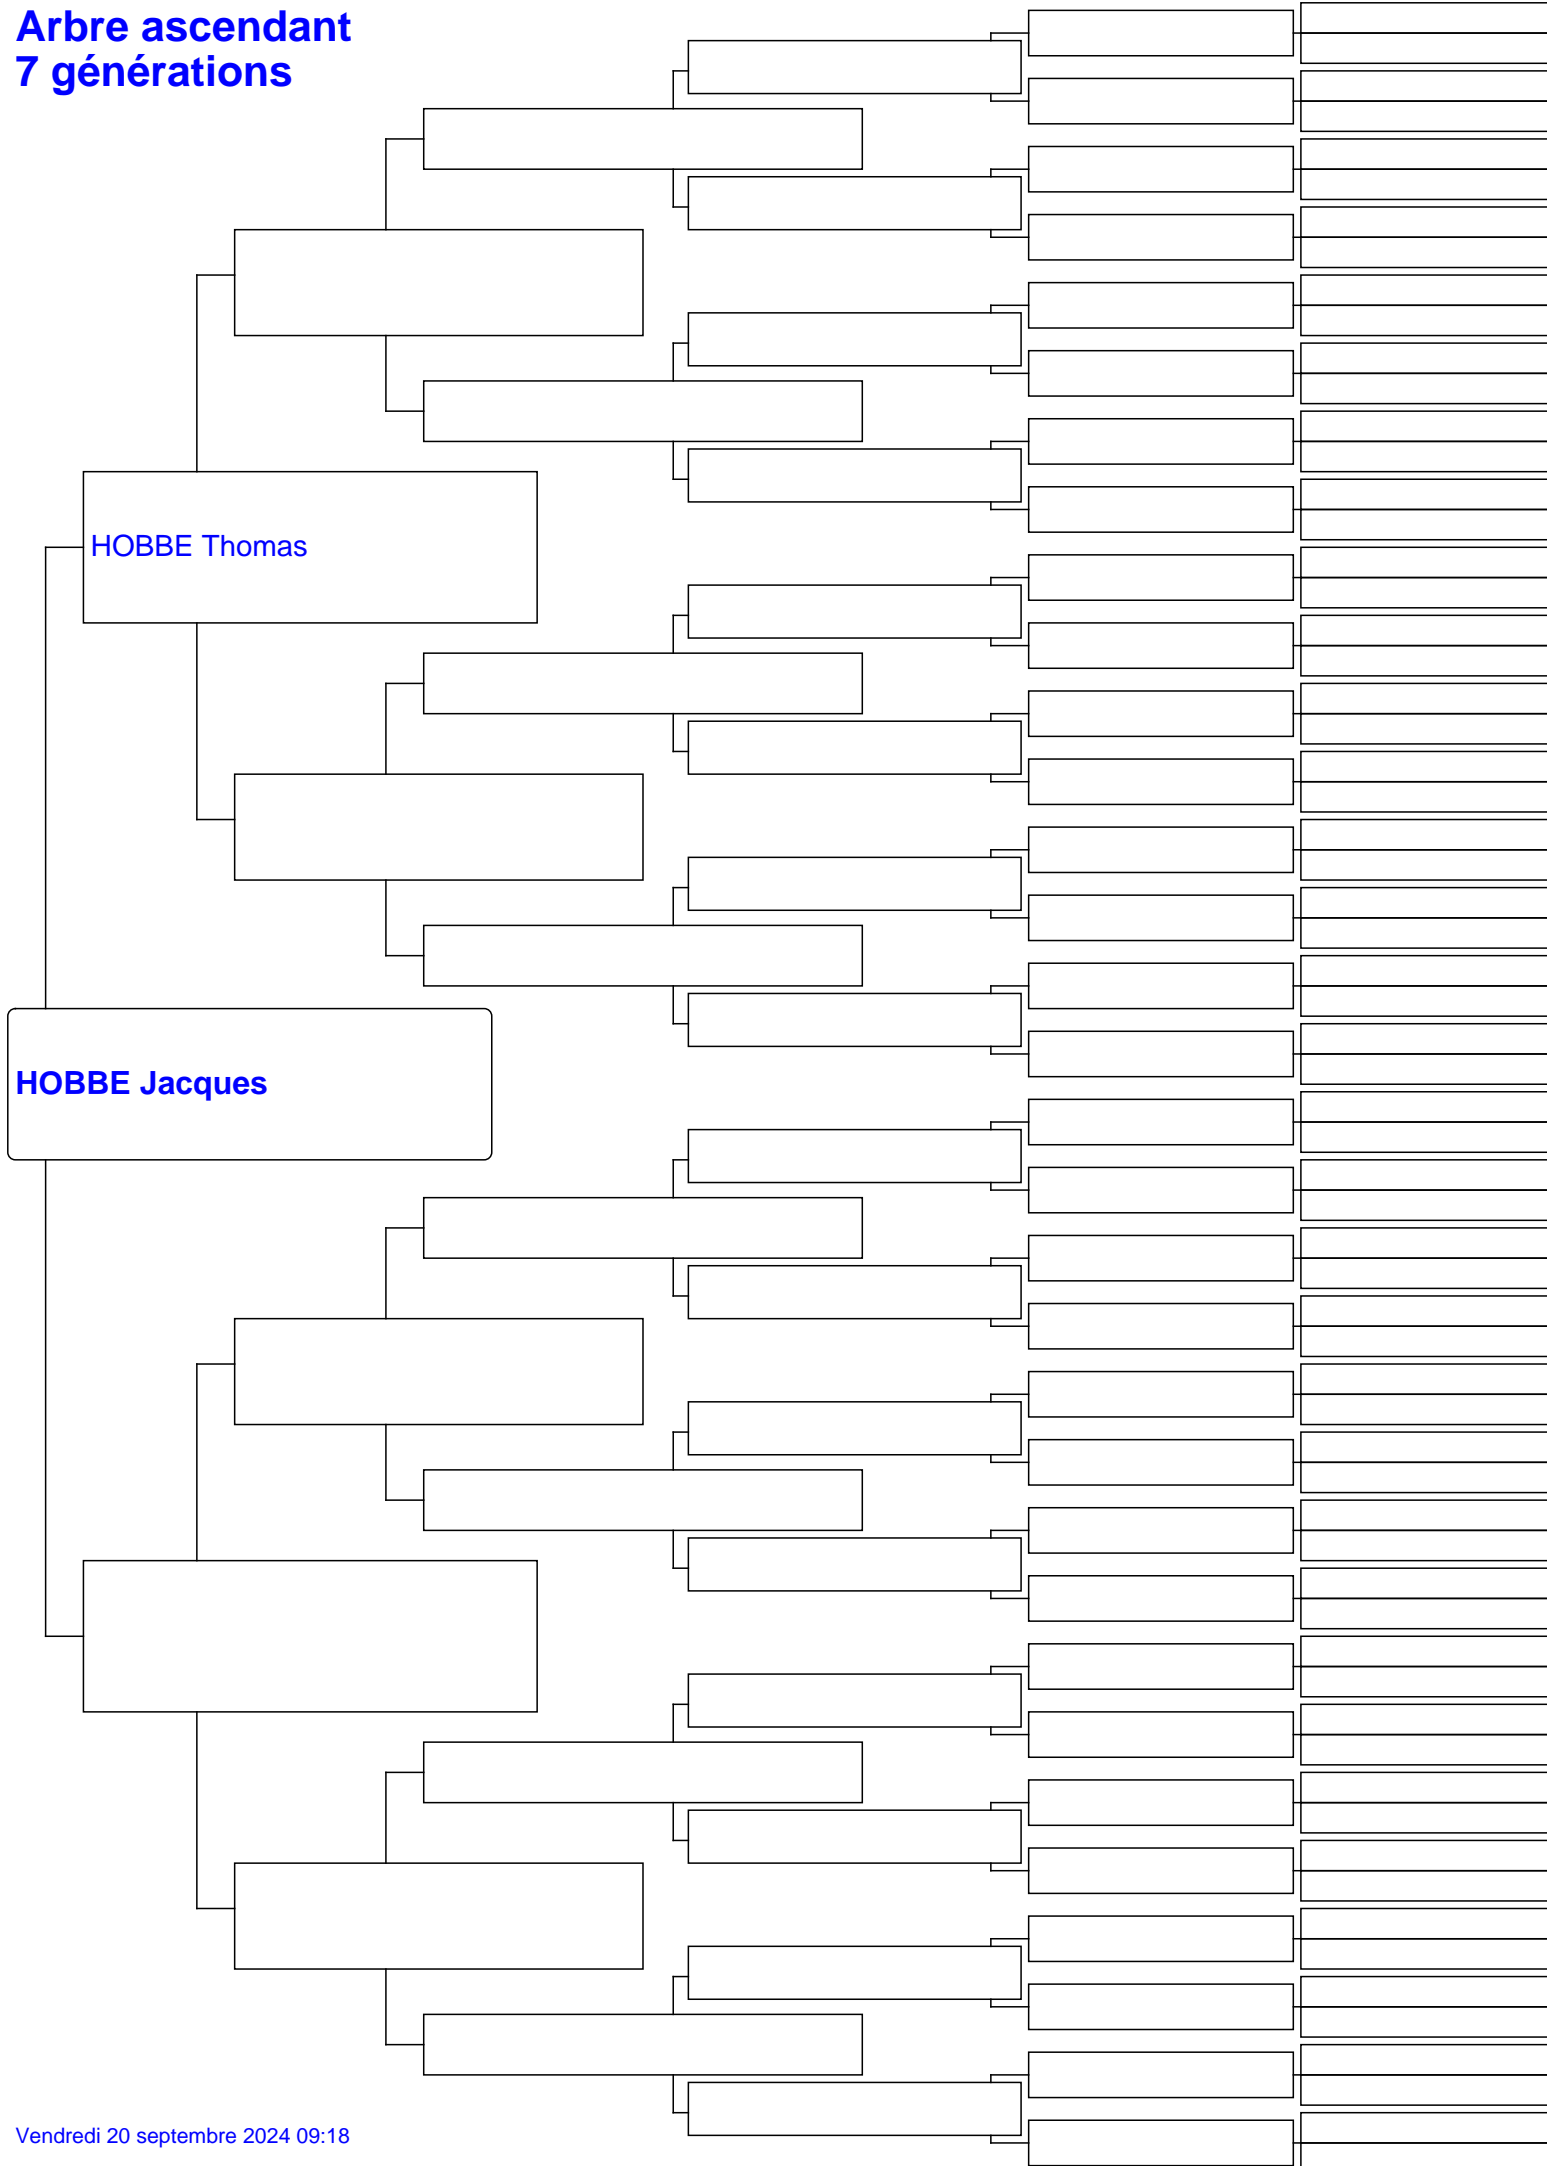 Arbre ascendant
7 générations
HOBBE Thomas
HOBBE Jacques
Vendredi 20 septembre 2024 09:18